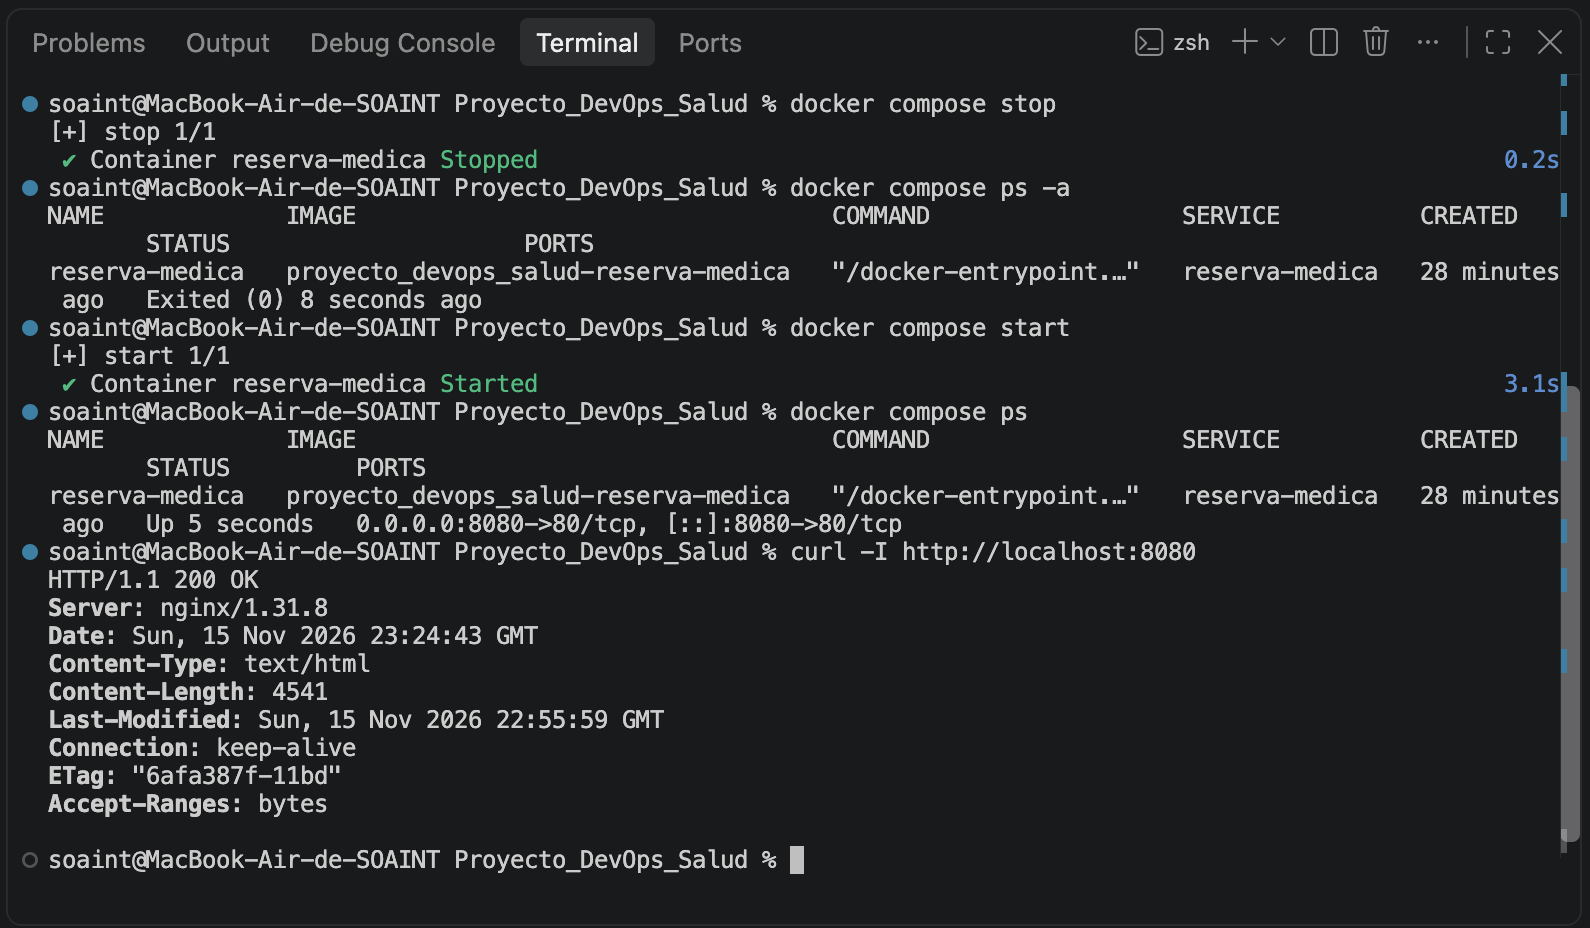 Problems Output Debug Console Terminal Ports zsh
soaint@MacBook-Air-de-SOAINT Proyecto_DevOps_Salud % docker compose stop
[+] stop 1/1
✔ Container reserva-medica Stopped 0.2s
soaint@MacBook-Air-de-SOAINT Proyecto_DevOps_Salud % docker compose ps -a
NAME IMAGE COMMAND SERVICE CREATED
STATUS PORTS
reserva-medica proyecto_devops_salud-reserva-medica "/docker-entrypoint.…" reserva-medica 28 minutes
ago Exited (0) 8 seconds ago
soaint@MacBook-Air-de-SOAINT Proyecto_DevOps_Salud % docker compose start
[+] start 1/1
✔ Container reserva-medica Started 3.1s
soaint@MacBook-Air-de-SOAINT Proyecto_DevOps_Salud % docker compose ps
NAME IMAGE COMMAND SERVICE CREATED
STATUS PORTS
reserva-medica proyecto_devops_salud-reserva-medica "/docker-entrypoint.…" reserva-medica 28 minutes
ago Up 5 seconds 0.0.0.0:8080->80/tcp, [::]:8080->80/tcp
soaint@MacBook-Air-de-SOAINT Proyecto_DevOps_Salud % curl -I http://localhost:8080
HTTP/1.1 200 OK
Server: nginx/1.31.8
Date: Sun, 15 Nov 2026 23:24:43 GMT
Content-Type: text/html
Content-Length: 4541
Last-Modified: Sun, 15 Nov 2026 22:55:59 GMT
Connection: keep-alive
ETag: "6afa387f-11bd"
Accept-Ranges: bytes
soaint@MacBook-Air-de-SOAINT Proyecto_DevOps_Salud %